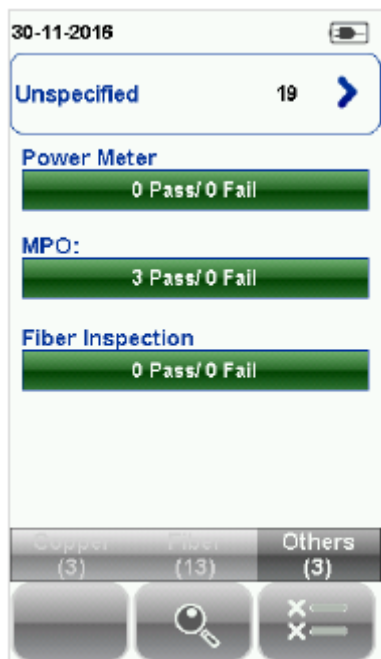 30-11-2016
Unspecified 19
Power Meter
0 Pass/ 0 Fail
MPO:
3 Pass/ 0 Fail
Fiber Inspection
0 Pass/ 0 Fail
Copper Fiber Others
(3) (13) (3)